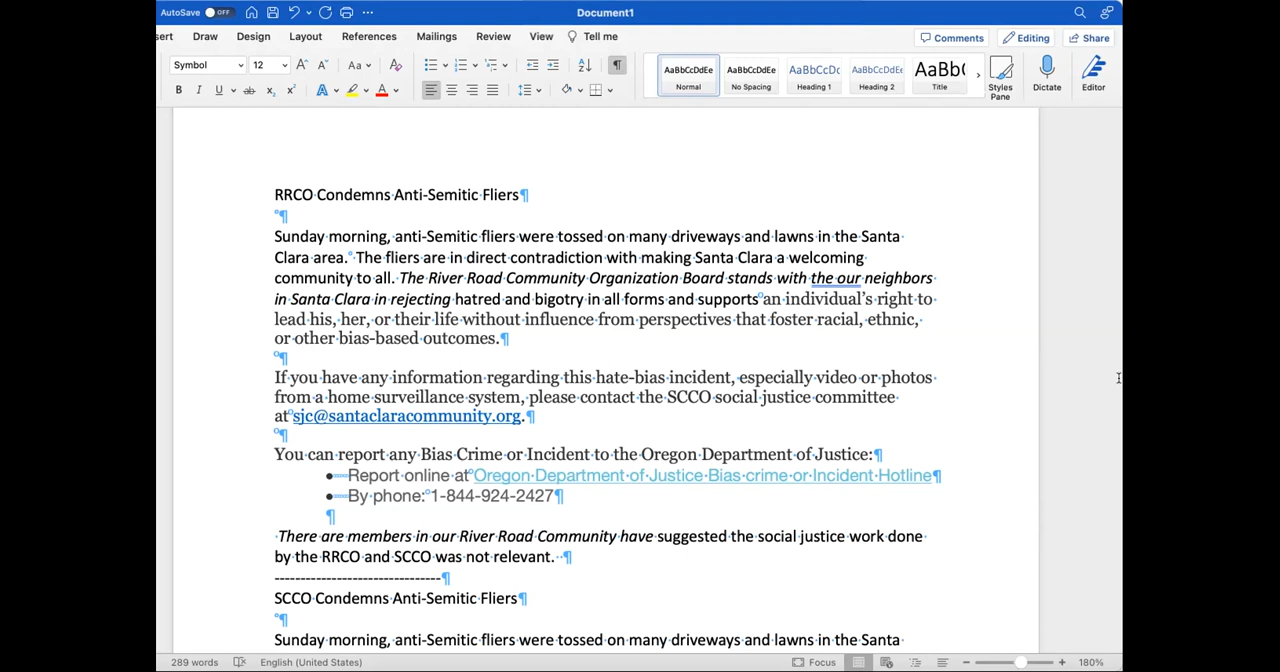 AutoSave OFF Document1
sert Draw Design Layout References Mailings Review View Tell me Comments Editing Share
Symbol 12 Aa AaBbCcDdEe AaBbCcDdEe AaBbCcDc AaBbCcDdEe AaBb(
Normal No Spacing Heading 1 Heading 2 Title Styles Pane Dictate Editor
RRCO Condemns Anti-Semitic Fliers¶
¶
Sunday morning, anti-Semitic fliers were tossed on many driveways and lawns in the Santa
Clara area. The fliers are in direct contradiction with making Santa Clara a welcoming
community to all. The River Road Community Organization Board stands with the our neighbors
in Santa Clara in rejecting hatred and bigotry in all forms and supports an individual's right to
lead his, her, or their life without influence from perspectives that foster racial, ethnic,
or other bias-based outcomes.¶
¶
If you have any information regarding this hate-bias incident, especially video or photos
from a home surveillance system, please contact the SCCO social justice committee
at sjc@santaclaracommunity.org.¶
¶
You can report any Bias Crime or Incident to the Oregon Department of Justice:¶
• Report online at Oregon Department of Justice Bias crime or Incident Hotline¶
• By phone: 1-844-924-2427¶
¶
There are members in our River Road Community have suggested the social justice work done
by the RRCO and SCCO was not relevant. ¶
--------------------------------¶
SCCO Condemns Anti-Semitic Fliers¶
¶
Sunday morning, anti-Semitic fliers were tossed on many driveways and lawns in the Santa
289 words English (United States) Focus 180%